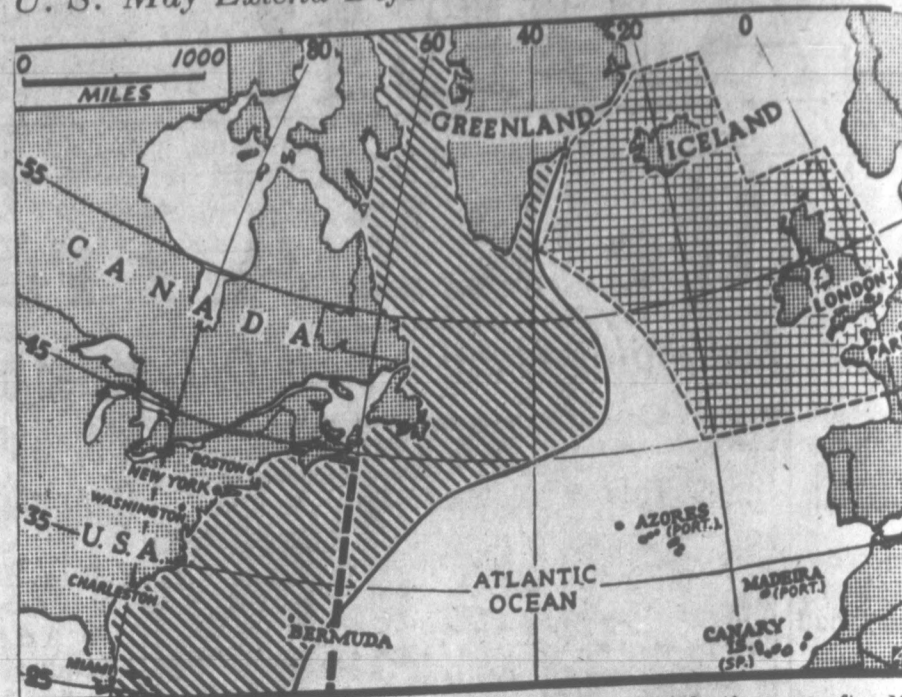 U. S. May Extend
0 1000
MILES
80
60
40
20
0
GREENLAND
ICELAND
55
CANADA
LONDON
45
BOSTON
NEW YORK
WASHINGTON
35
U.S.A.
CHARLESTON
AZORES
(PORT.)
ATLANTIC
OCEAN
MADEIRA
(PORT.)
BERMUDA
CANARY
IS.
(SP.)
MIAMI
25